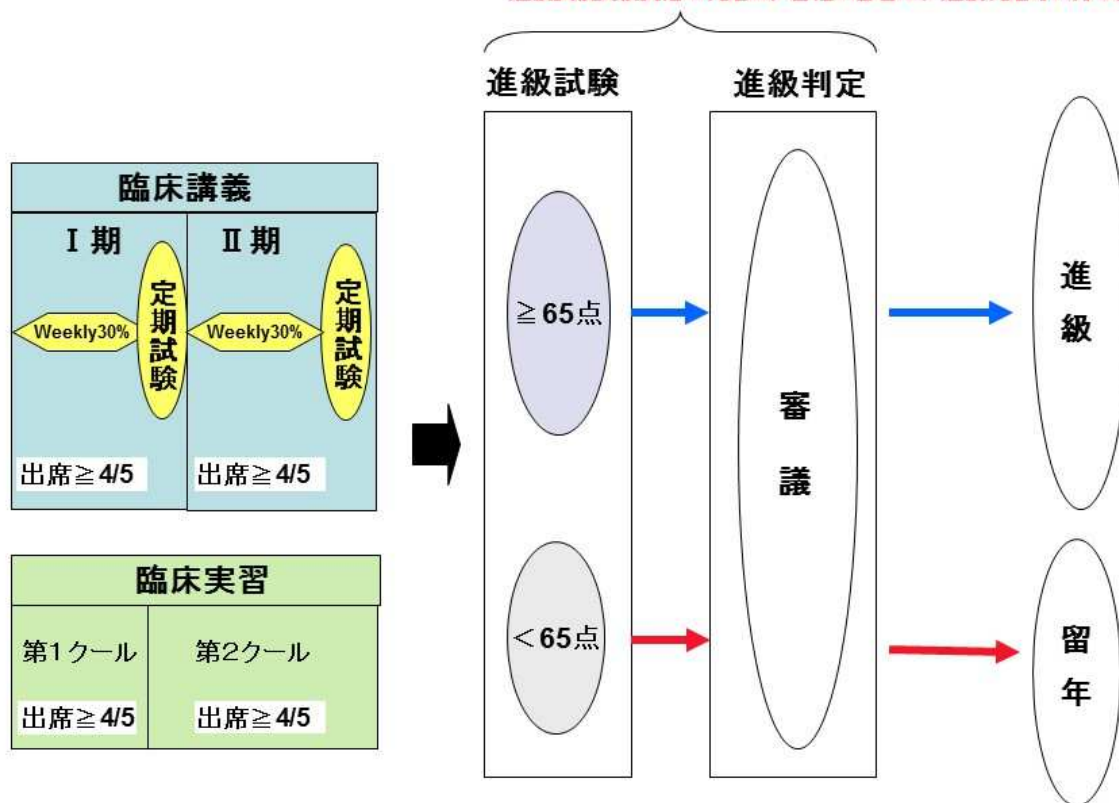 進級試験
進級判定
臨床講義
Ⅰ期
Ⅱ期
Weekly30%
定期試験
Weekly30%
定期試験
出席≧4/5
出席≧4/5
臨床実習
第1クール
第2クール
出席≧4/5
出席≧4/5
≧65点
<65点
審議
進級
留年